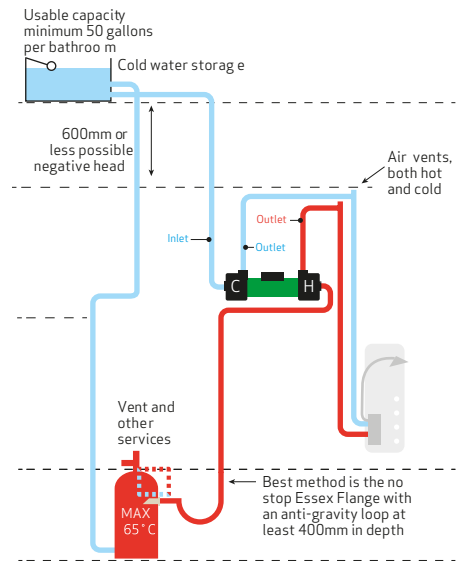 Usable capacity
minimum 50 gallons
per bathroo m
Cold water storag e
600mm or
less possible
negative head
Air vents,
both hot
and cold
Outlet
Inlet
Outlet
C
H
Vent and
other
services
MAX
65˚C
Best method is the no
stop Essex Flange with
an anti-gravity loop at
least 400mm in depth